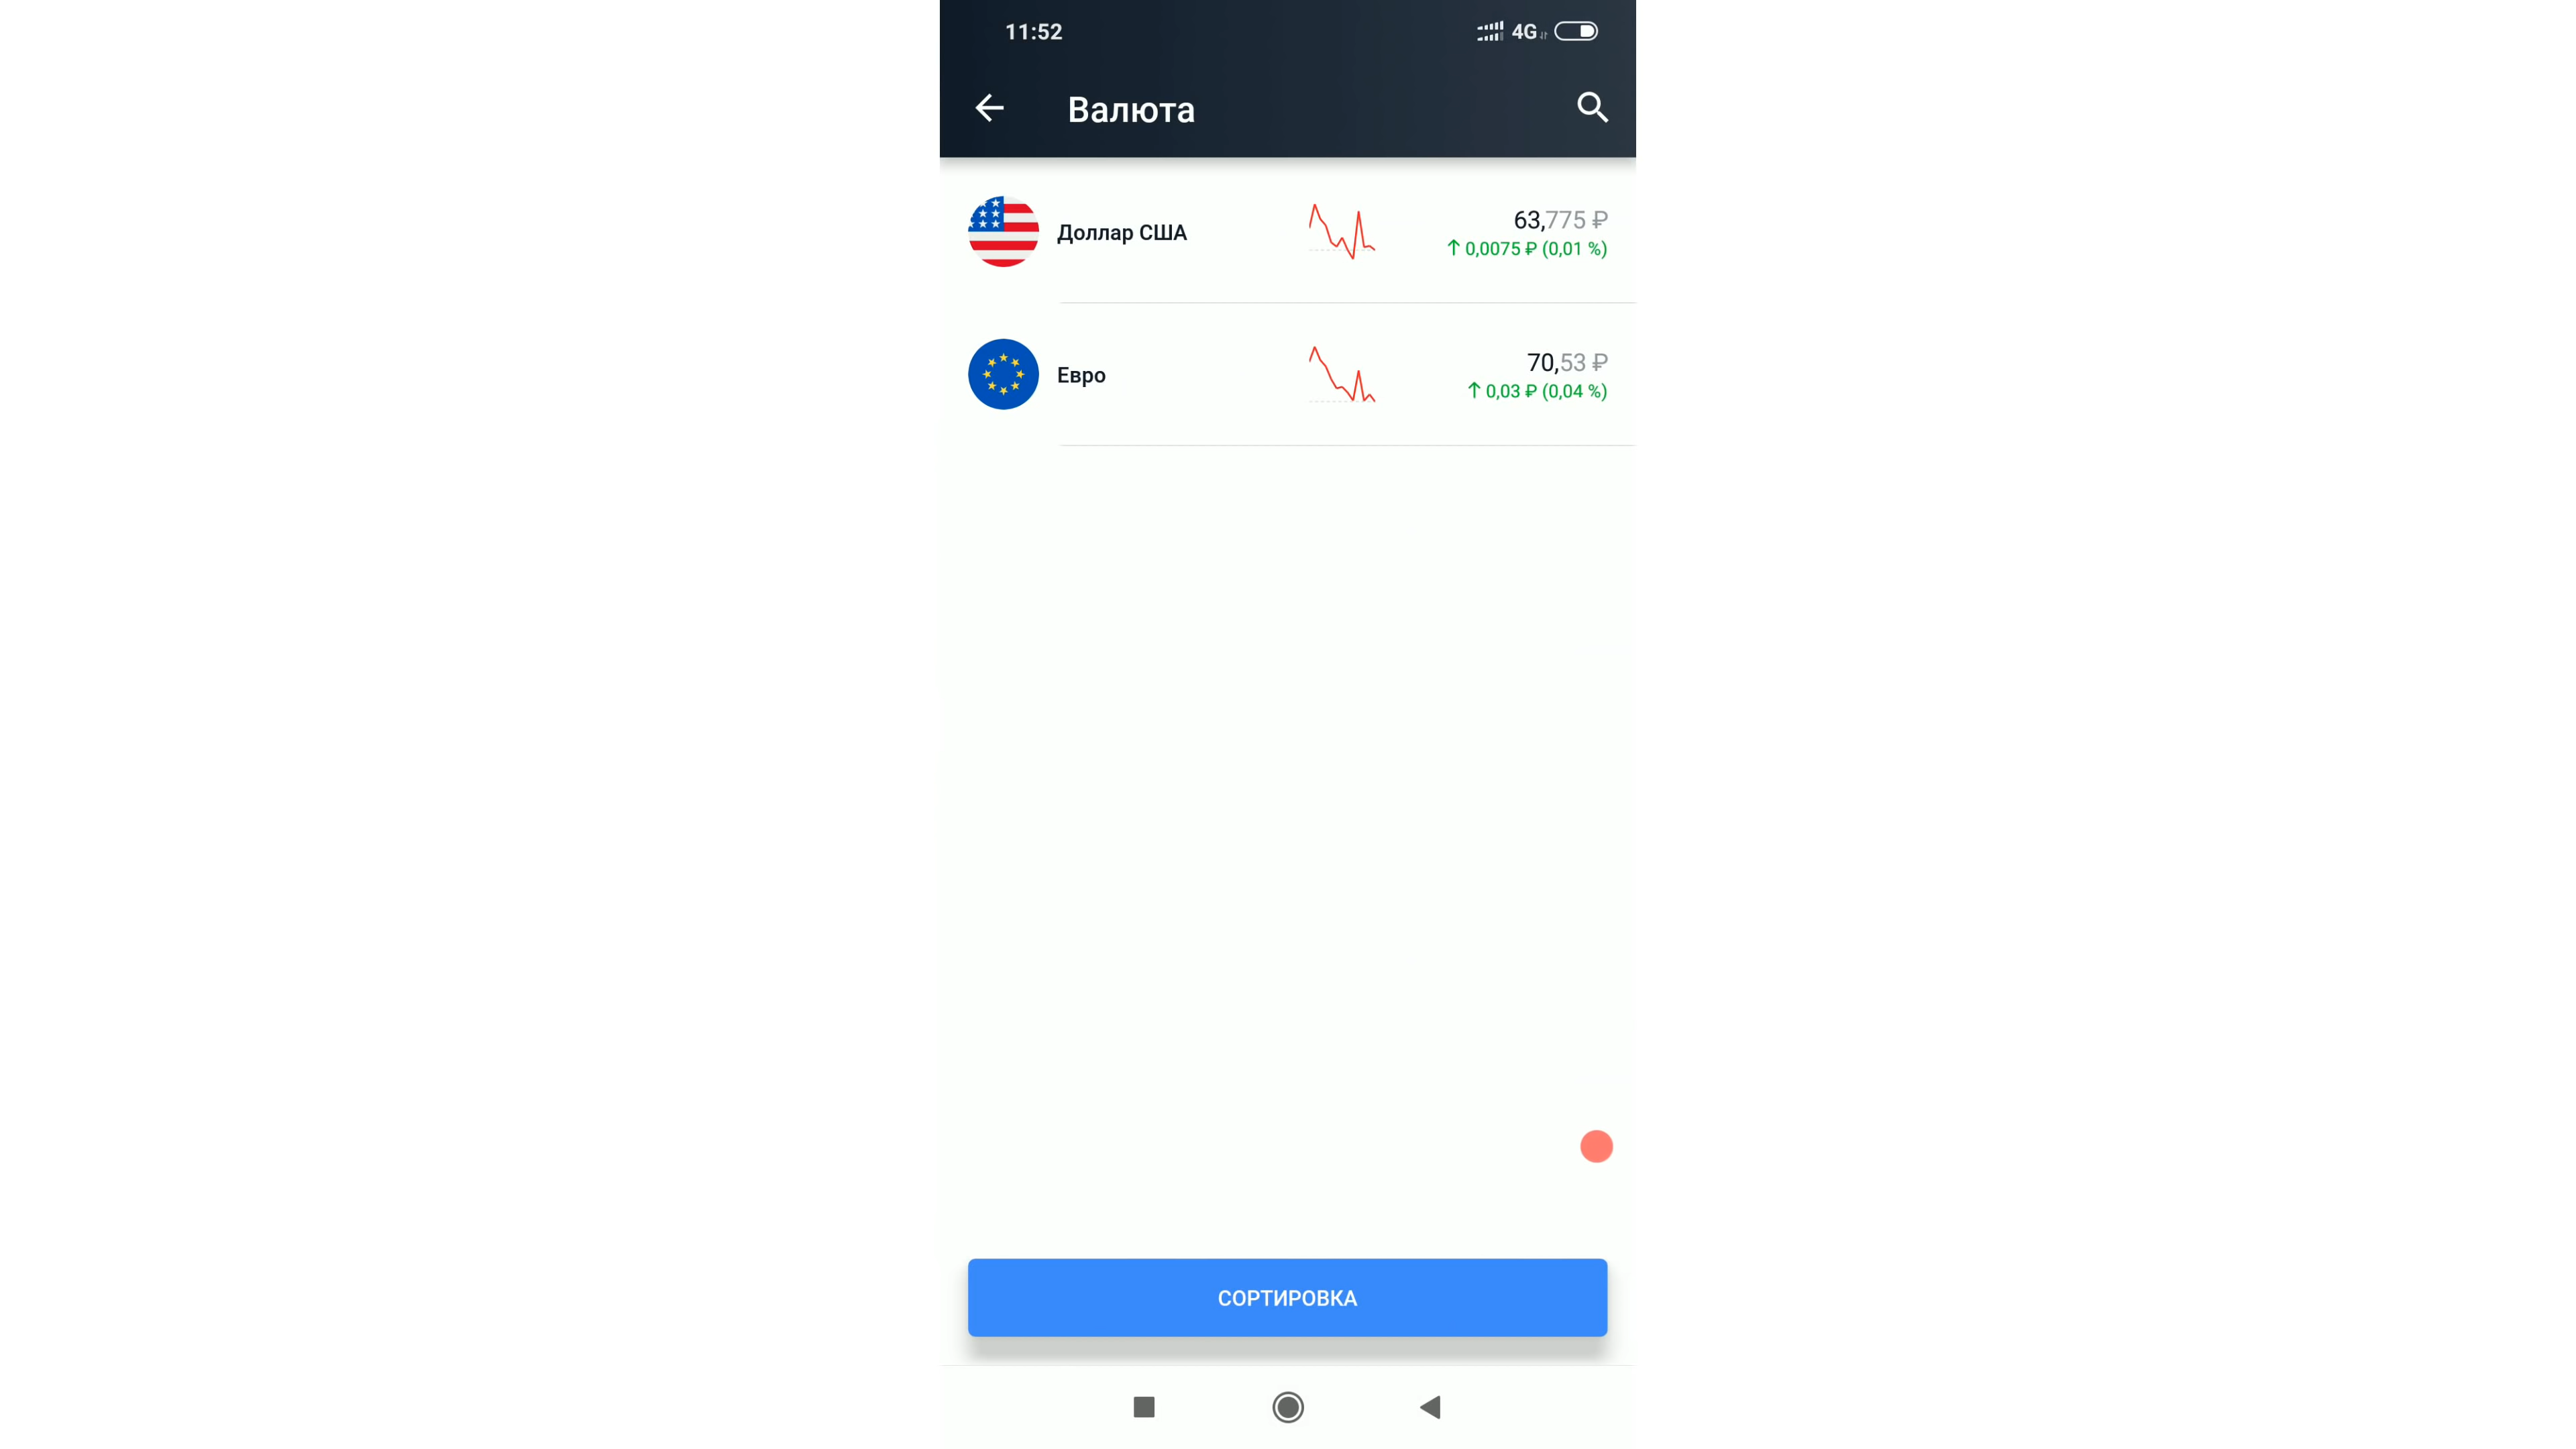 11:52
4G
Валюта
Доллар США
63,775 ₽
↑ 0,0075 ₽ (0,01 %)
Евро
70,53 ₽
↑ 0,03 ₽ (0,04 %)
СОРТИРОВКА